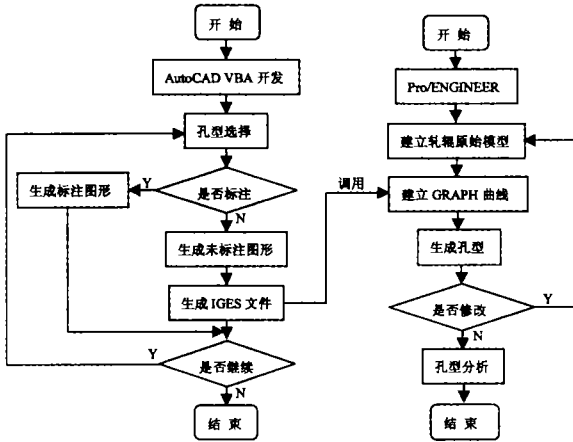 开 始
AutoCAD VBA 开发
孔型选择
是否标注
Y
N
生成标注图形
生成未标注图形
生成 IGES 文件
是否继续
Y
N
结 束
调用
开 始
Pro/ENGINEER
建立轧辊原始模型
建立 GRAPH 曲线
生成孔型
是否修改
Y
N
孔型分析
结 束